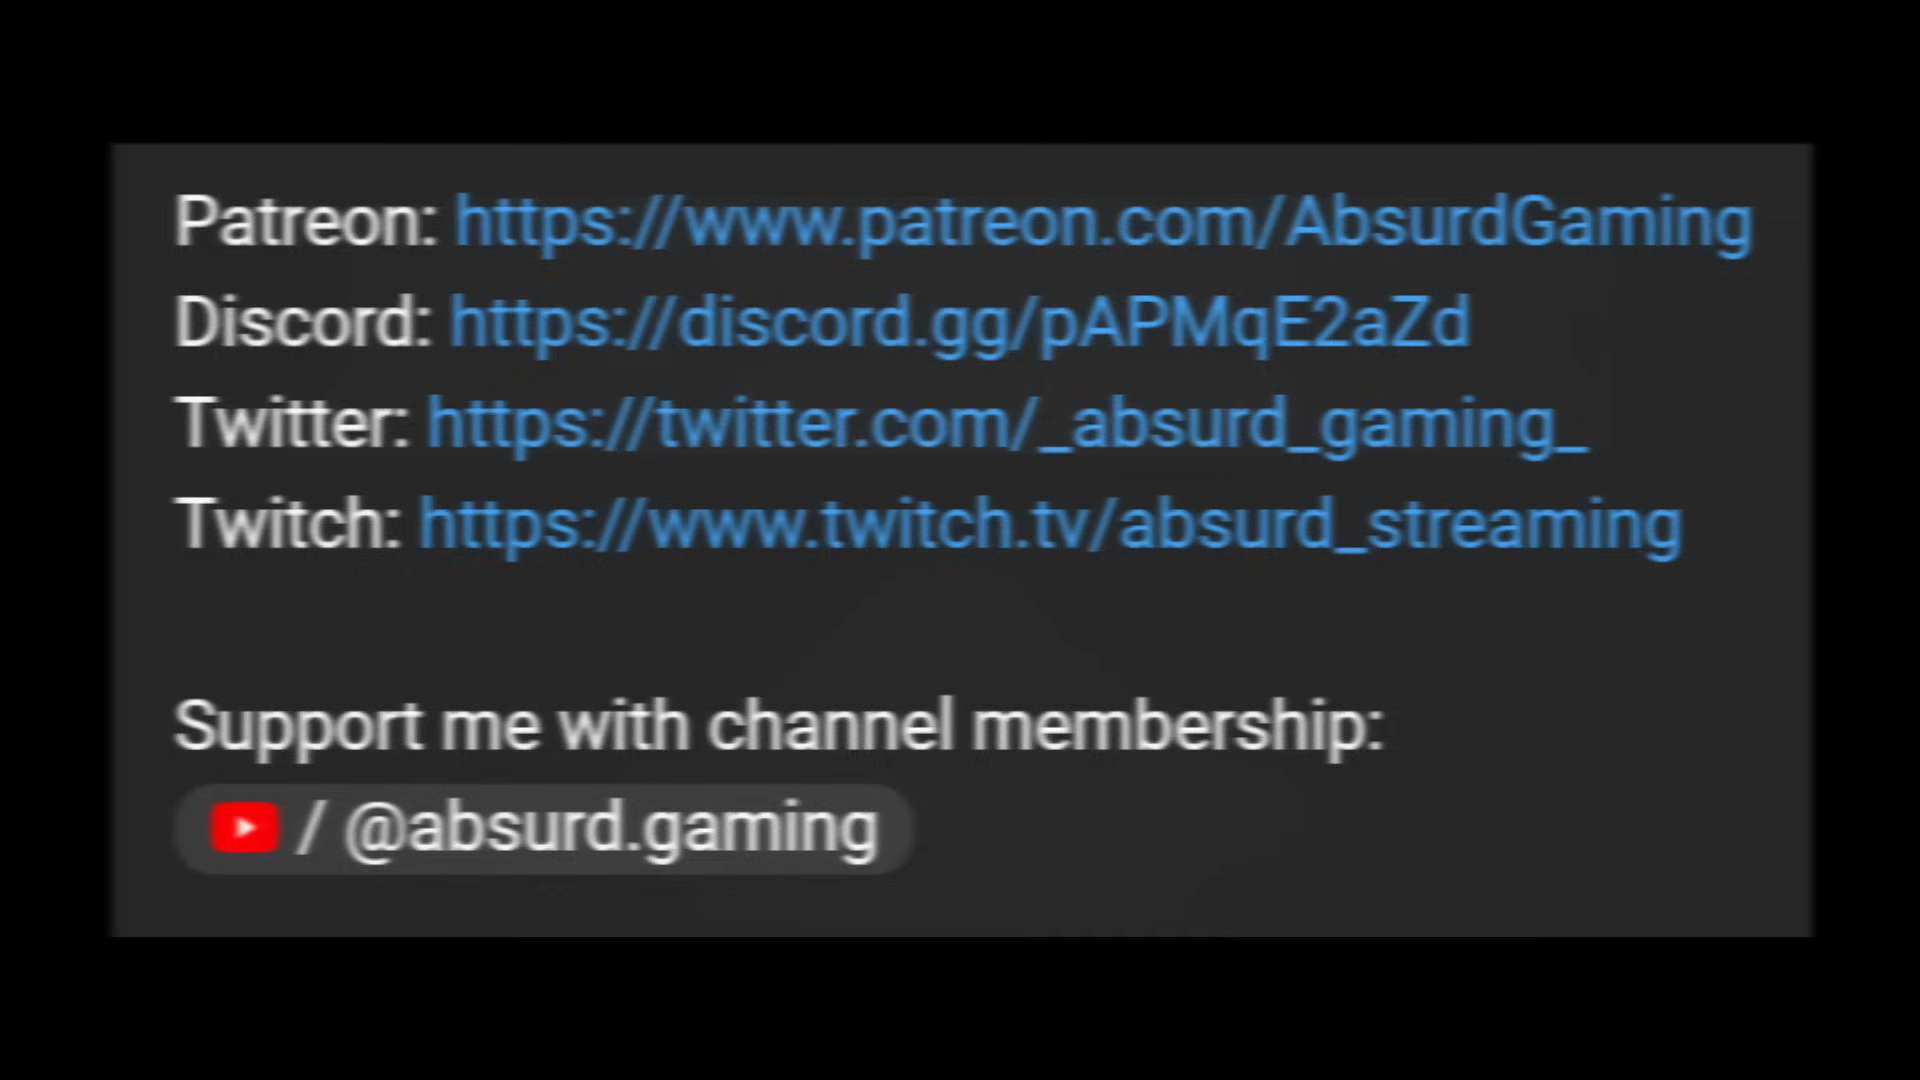 Patreon: https://www.patreon.com/AbsurdGaming
Discord: https://discord.gg/pAPMqE2aZd
Twitter: https://twitter.com/_absurd_gaming_
Twitch: https://www.twitch.tv/absurd_streaming
Support me with channel membership:
/ @absurd.gaming